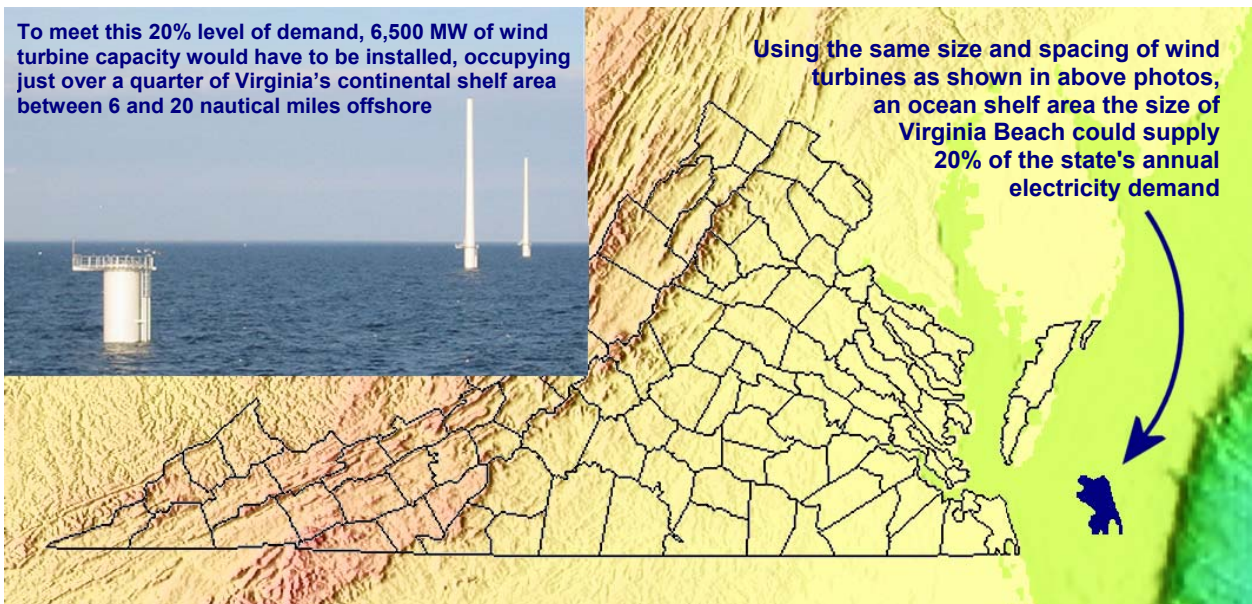 To meet this 20% level of demand, 6,500 MW of wind
turbine capacity would have to be installed, occupying
just over a quarter of Virginia’s continental shelf area
between 6 and 20 nautical miles offshore
Using the same size and spacing of wind
turbines as shown in above photos,
an ocean shelf area the size of
Virginia Beach could supply
20% of the state's annual
electricity demand